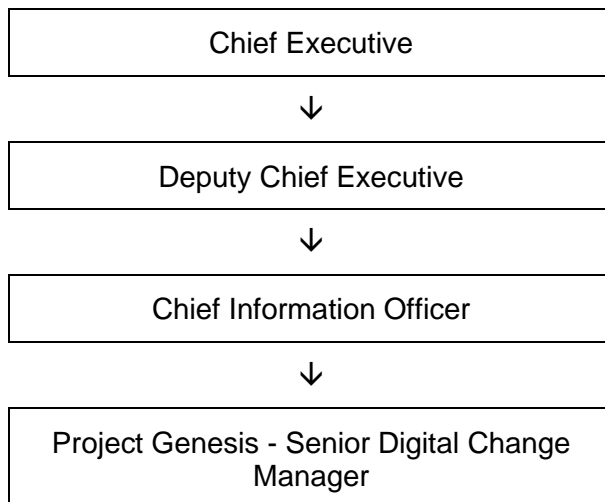 Chief Executive
Deputy Chief Executive
Chief Information Officer
Project Genesis - Senior Digital Change
Manager